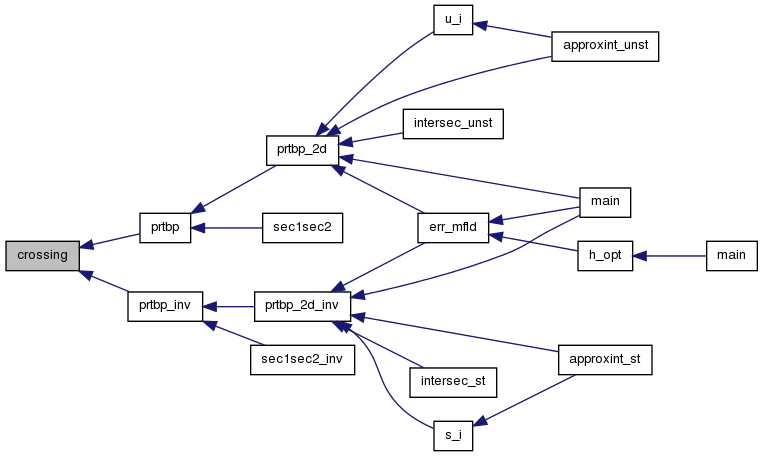 u_i
approxint_unst
intersec_unst
prtbp_2d
main
prtbp
sec1sec2
err_mfld
crossing
h_opt
main
prtbp_inv
prtbp_2d_inv
sec1sec2_inv
approxint_st
intersec_st
s_i